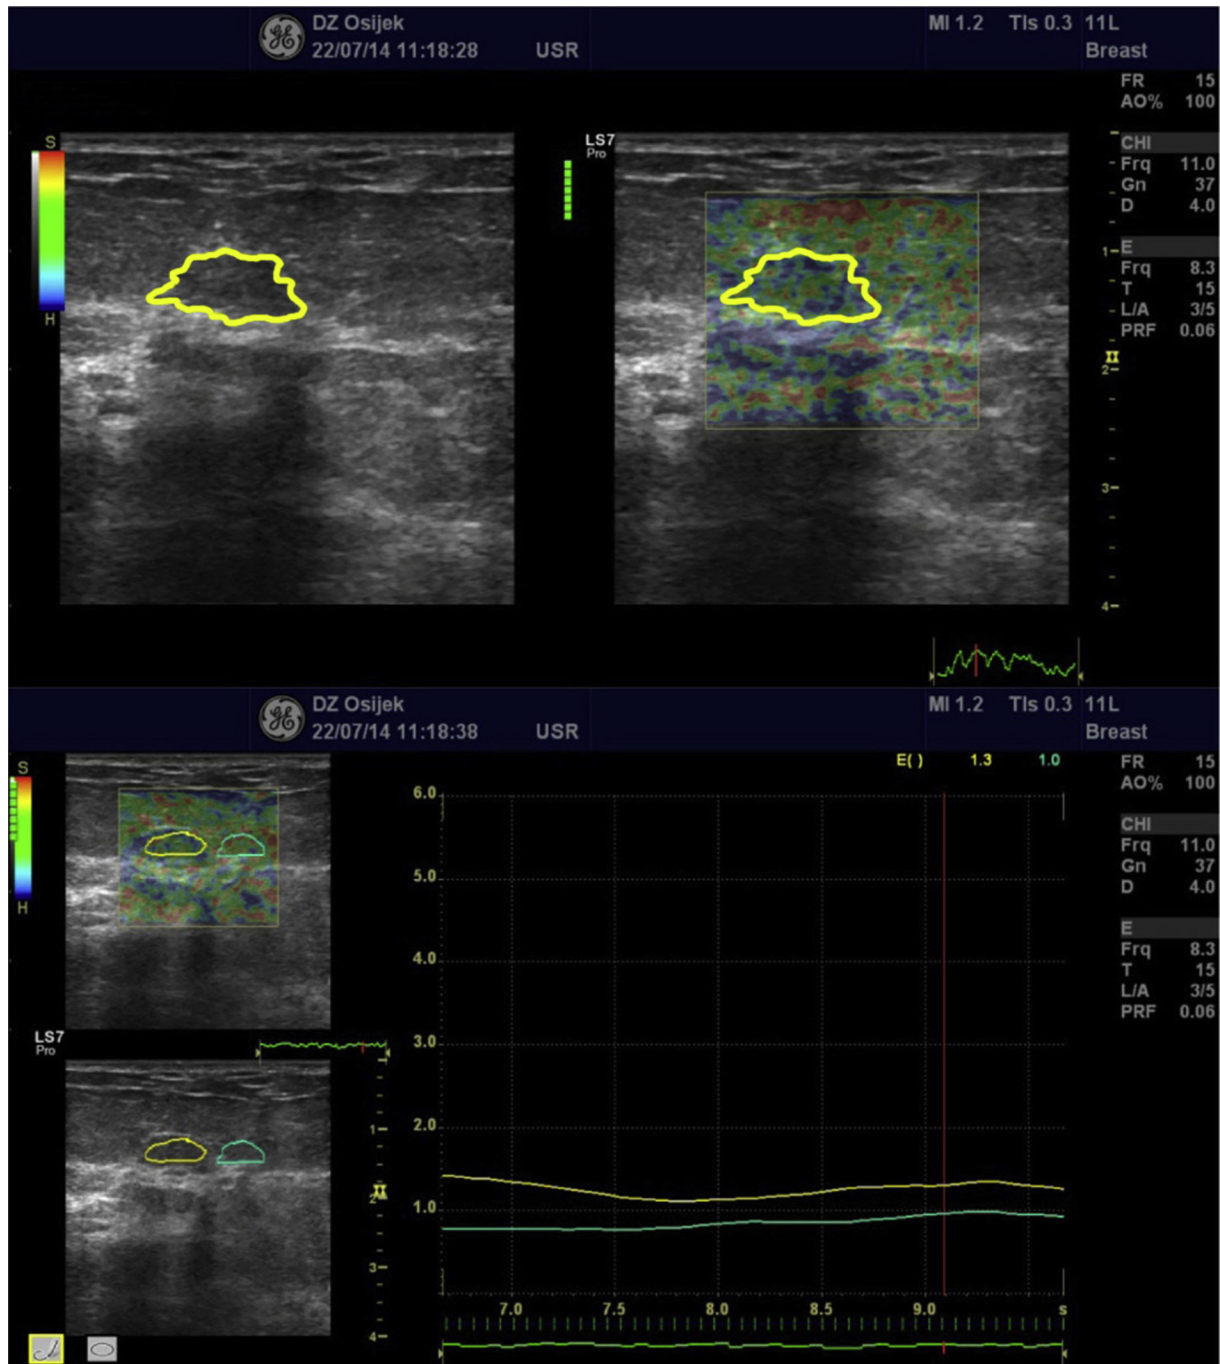 DZ Osijek
22/07/14 11:18:28 USR
MI 1.2 TIs 0.3 11L
Breast
FR 15
AO% 100
CHI
Frq 11.0
Gn 37
D 4.0
E
Frq 8.3
T 15
L/A 3/5
PRF 0.06
S
H
LS7
Pro
1
2
3
4
DZ Osijek
22/07/14 11:18:38 USR
MI 1.2 TIs 0.3 11L
Breast
E( ) 1.3 1.0
FR 15
AO% 100
CHI
Frq 11.0
Gn 37
D 4.0
E
Frq 8.3
T 15
L/A 3/5
PRF 0.06
S
H
LS7
Pro
1
2
3
4
6.0
5.0
4.0
3.0
2.0
1.0
7.0 7.5 8.0 8.5 9.0 s